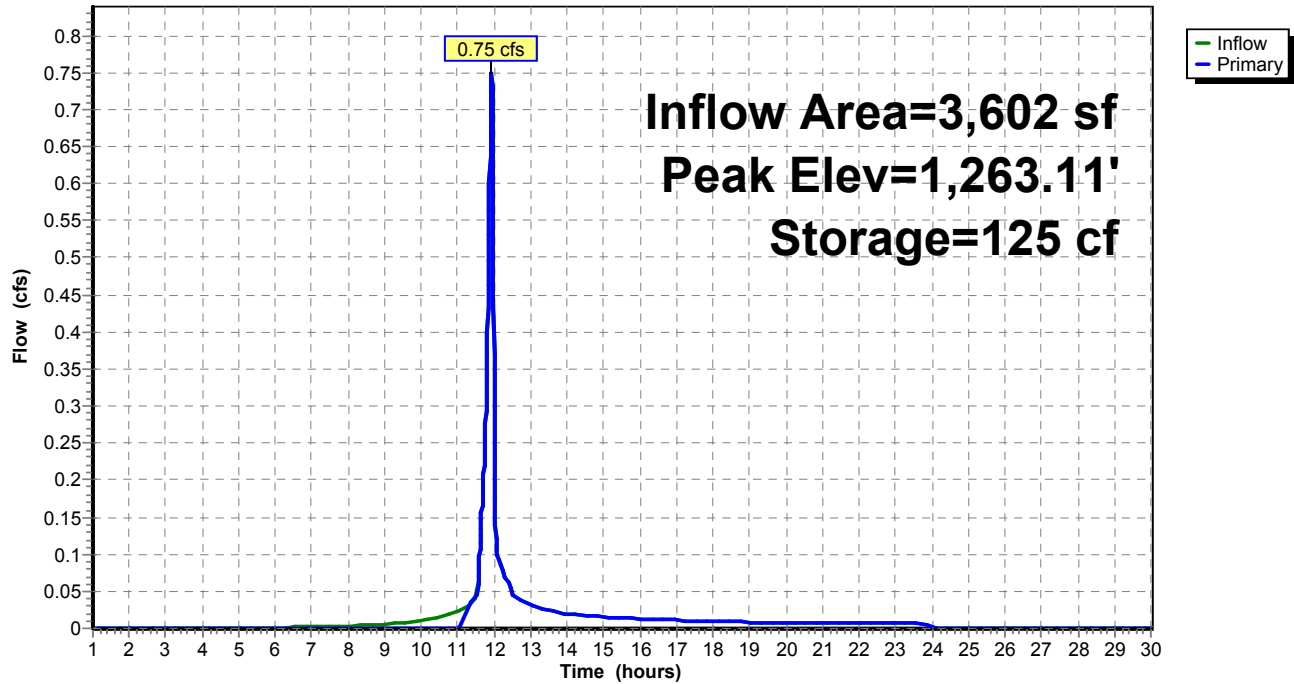 0.75 cfs
Inflow
Primary
Inflow Area=3,602 sf
Peak Elev=1,263.11'
Storage=125 cf
Flow (cfs)
0.8
0.75
0.7
0.65
0.6
0.55
0.5
0.45
0.4
0.35
0.3
0.25
0.2
0.15
0.1
0.05
0
1 2 3 4 5 6 7 8 9 10 11 12 13 14 15 16 17 18 19 20 21 22 23 24 25 26 27 28 29 30
Time (hours)